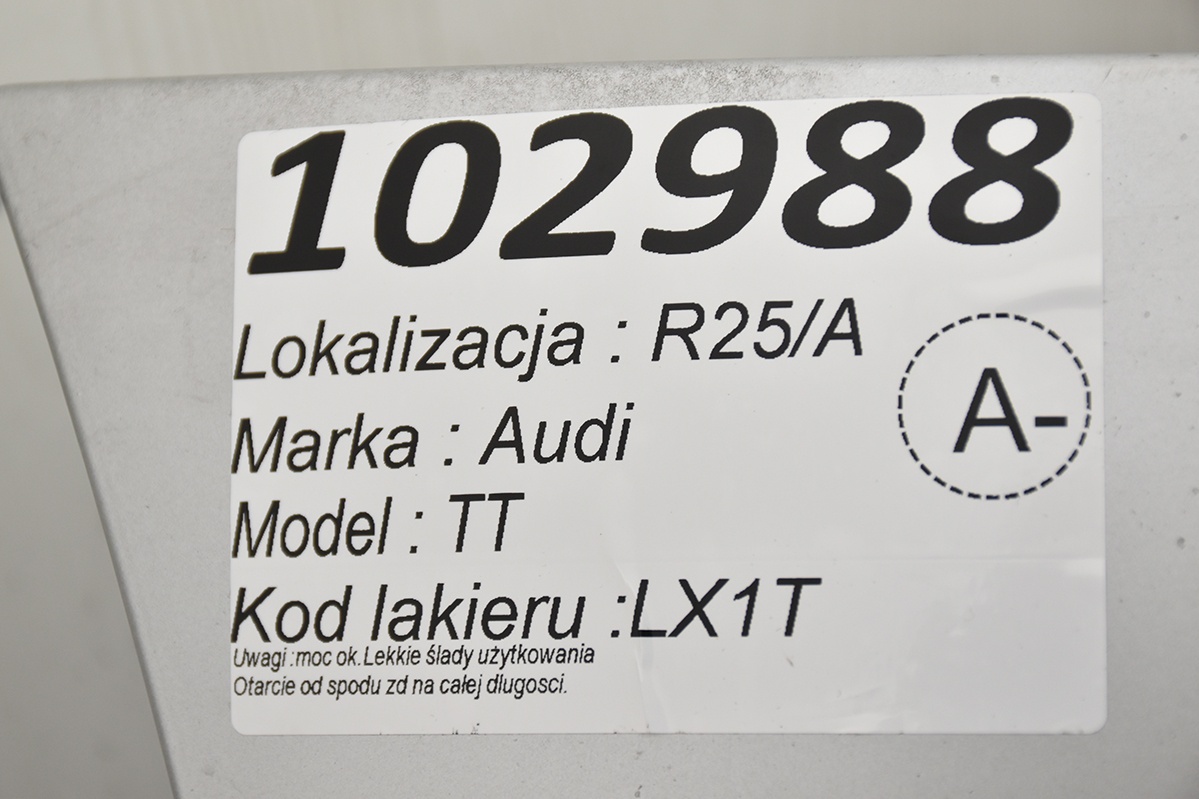 102988
Lokalizacja : R25/A
A-
Marka : Audi
Model : TT
Kod lakieru :LX1T
Uwagi :moc ok.Lekkie ślady użytkowania
Otarcie od spodu zd na całej dlugosci.